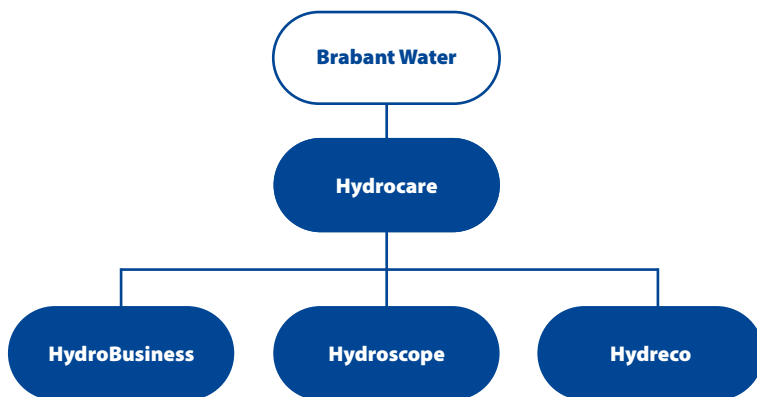 Brabant Water
Hydrocare
HydroBusiness
Hydroscope
Hydreco